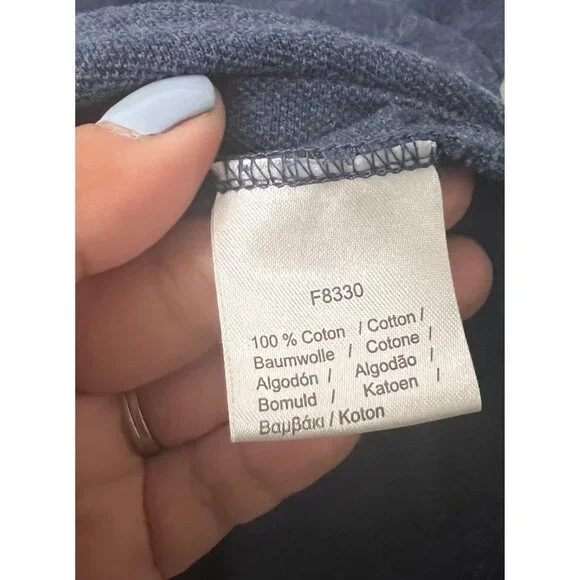 F8330
100 % Coton / Cotton /
Baumwolle / Cotone /
Algodón / Algodão /
Bomuld / Katoen /
Βαμβάκι / Koton